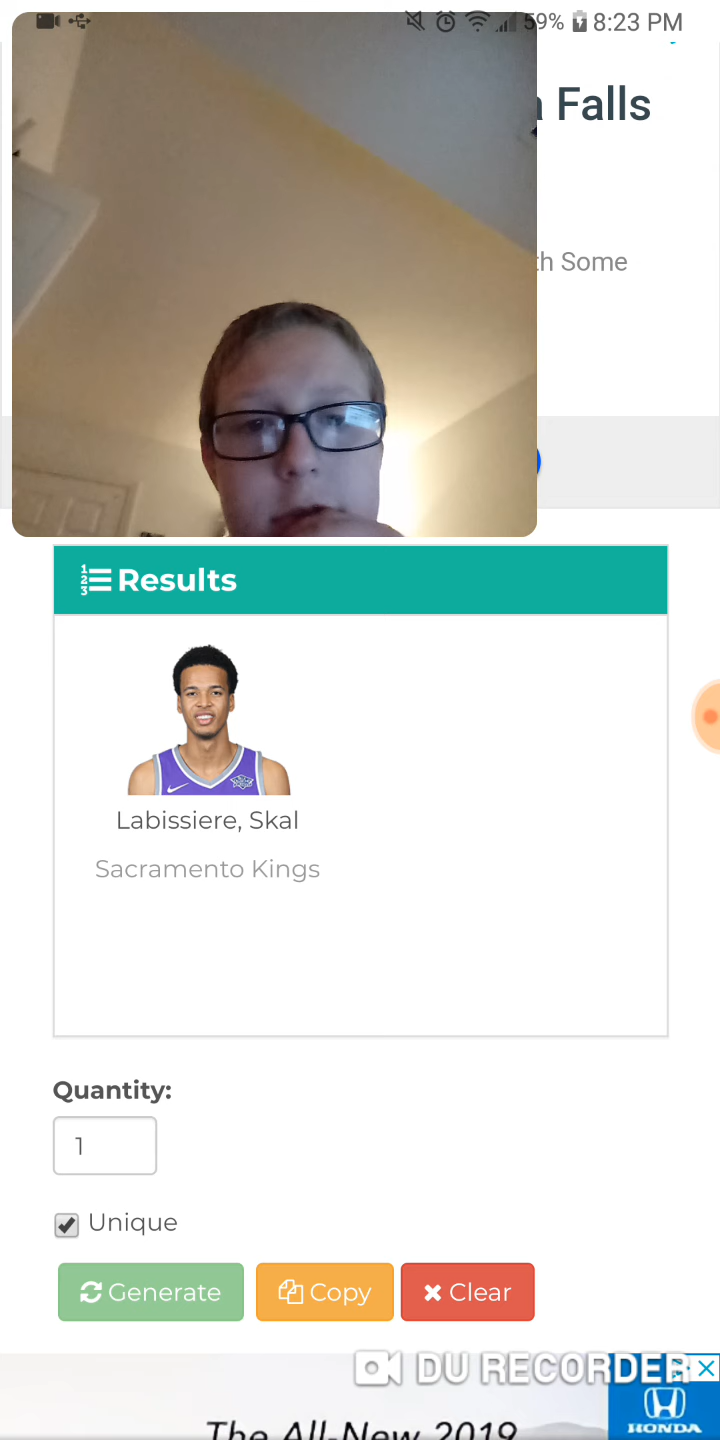 59% 8:23 PM
Falls
th Some
Results
Labissiere, Skal
Sacramento Kings
Quantity:
1
Unique
Generate Copy Clear
DU RECORDER
The All-New 2019
HONDA